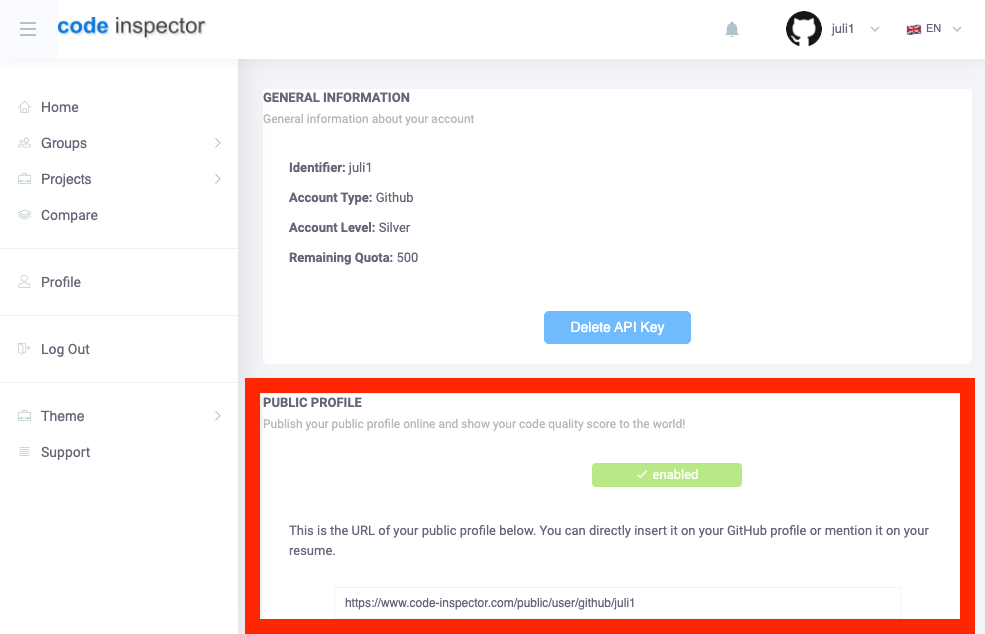 code inspector
juli1
EN
Home
Groups
Projects
Compare
Profile
Log Out
Theme
Support
GENERAL INFORMATION
General information about your account
Identifier: juli1
Account Type: Github
Account Level: Silver
Remaining Quota: 500
Delete API Key
PUBLIC PROFILE
Publish your public profile online and show your code quality score to the world!
enabled
This is the URL of your public profile below. You can directly insert it on your GitHub profile or mention it on your
resume.
https://www.code-inspector.com/public/user/github/juli1